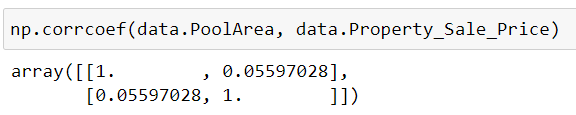 np.corrcoef(data.PoolArea, data.Property_Sale_Price)
array([[1.        , 0.05597028],
       [0.05597028, 1.        ]])